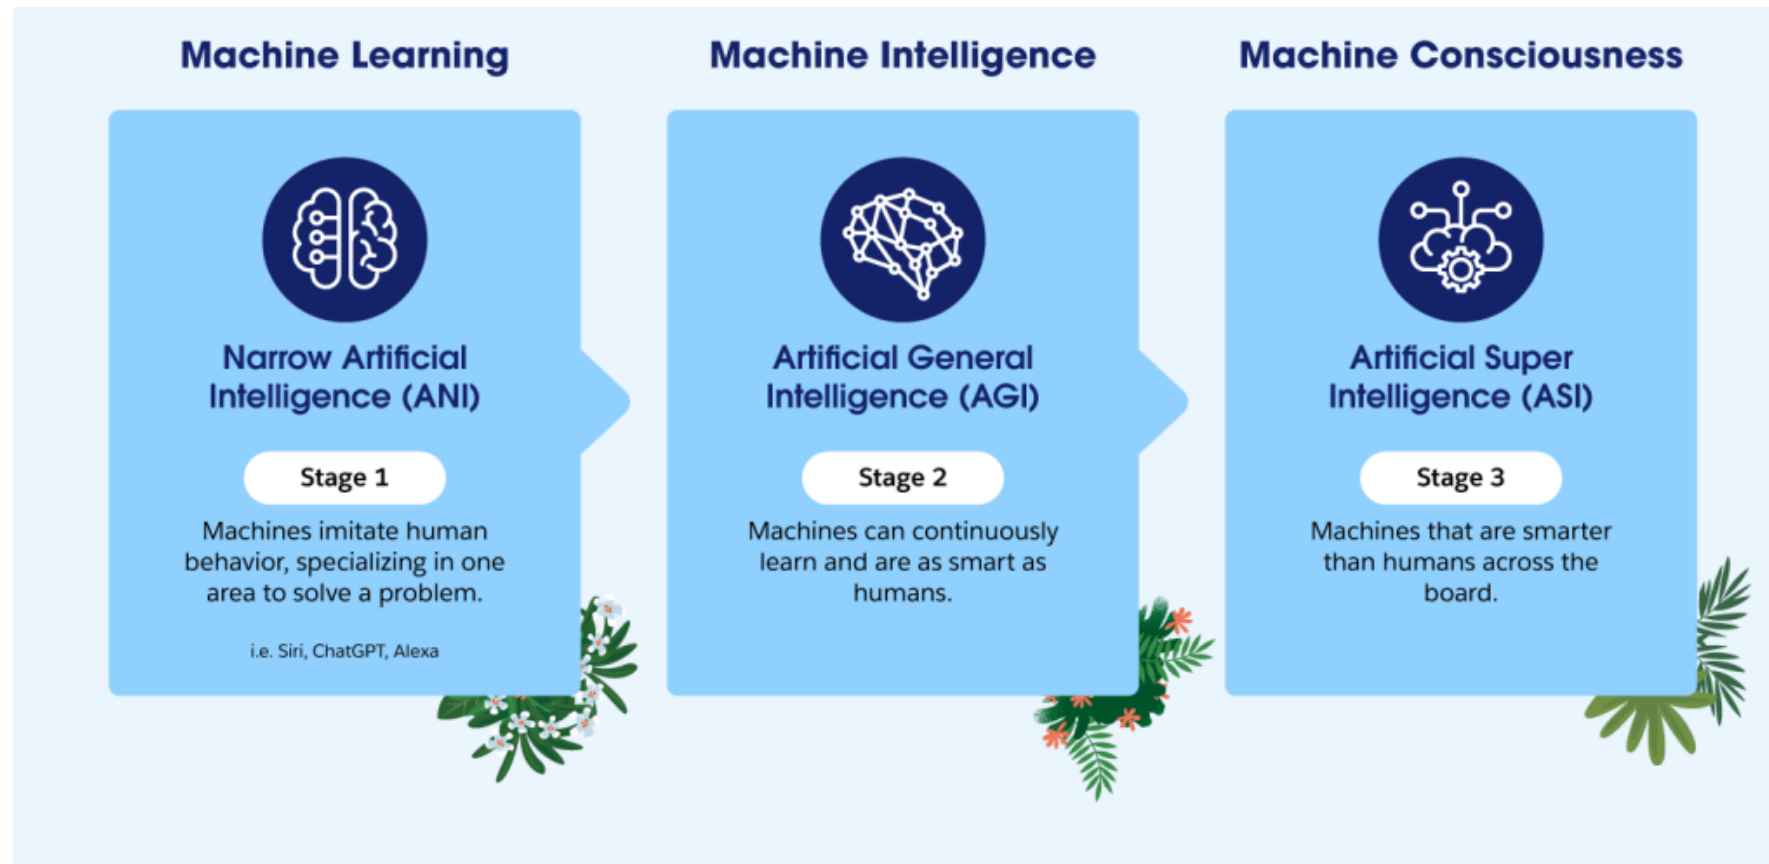 Machine Learning
Narrow Artificial
Intelligence (ANI)
Stage 1
Machines imitate human
behavior, specializing in one
area to solve a problem.
i.e. Siri, ChatGPT, Alexa
Machine Intelligence
Artificial General
Intelligence (AGI)
Stage 2
Machines can continuously
learn and are as smart as
humans.
Machine Consciousness
Artificial Super
Intelligence (ASI)
Stage 3
Machines that are smarter
than humans across the
board.